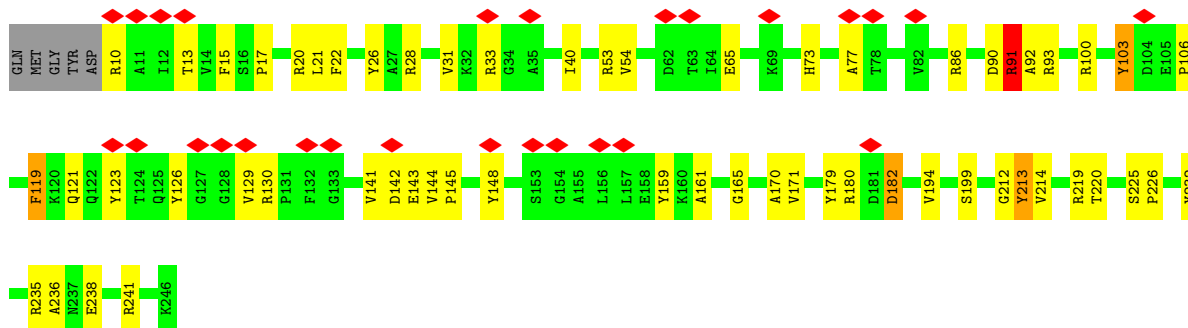 GLN MET GLY TYR ASP R10 A11 I12 T13 V14 F15 S16 P17 R20 L21 F22 Y26 A27 R28 V31 K32 R33 G34 A35 I40 R53 V54 D62 T63 I64 E65 K69 H73 A77 T78 V82 R86 D90 R91 A92 R93 R100 Y103 D104 E105 P106
F119 K120 Q121 Q122 Y123 T124 Q125 Y126 G127 G128 V129 R130 P131 F132 G133 V141 D142 E143 V144 P145 Y148 S153 G154 A155 L156 L157 E158 Y159 K160 A161 G165 A170 V171 Y179 R180 D181 D182 V194 S199 G212 Y213 V214 R219 T220 S225 P226
R235 A236 N237 E238 R241 K246